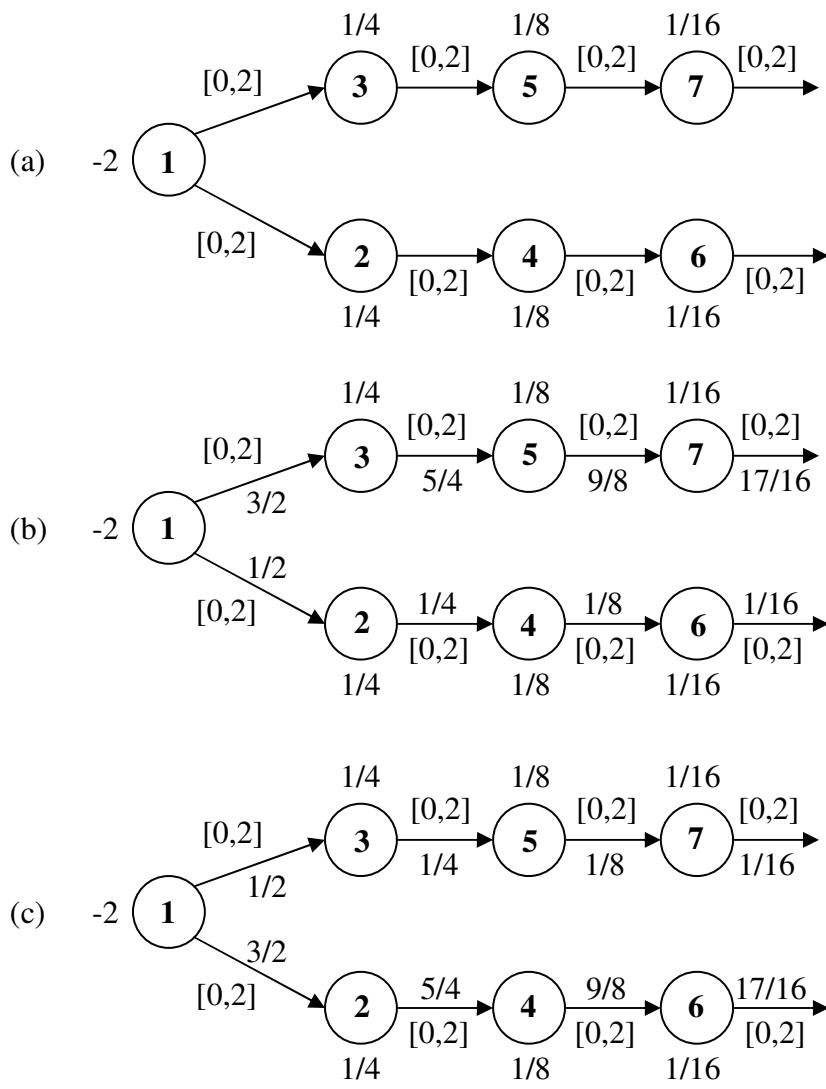 1/4 1/8 1/16
[0,2] [0,2] [0,2] [0,2]
3 5 7
(a) -2 1
[0,2] 2 4 6
[0,2] [0,2] [0,2]
1/4 1/8 1/16
1/4 1/8 1/16
[0,2] [0,2] [0,2] [0,2]
3 5 7
3/2 5/4 9/8 17/16
(b) -2 1
1/2
[0,2] 1/4 1/8 1/16
2 4 6
[0,2] [0,2] [0,2]
1/4 1/8 1/16
1/4 1/8 1/16
[0,2] [0,2] [0,2] [0,2]
3 5 7
1/2 1/4 1/8 1/16
(c) -2 1
3/2
[0,2] 5/4 9/8 17/16
2 4 6
[0,2] [0,2] [0,2]
1/4 1/8 1/16